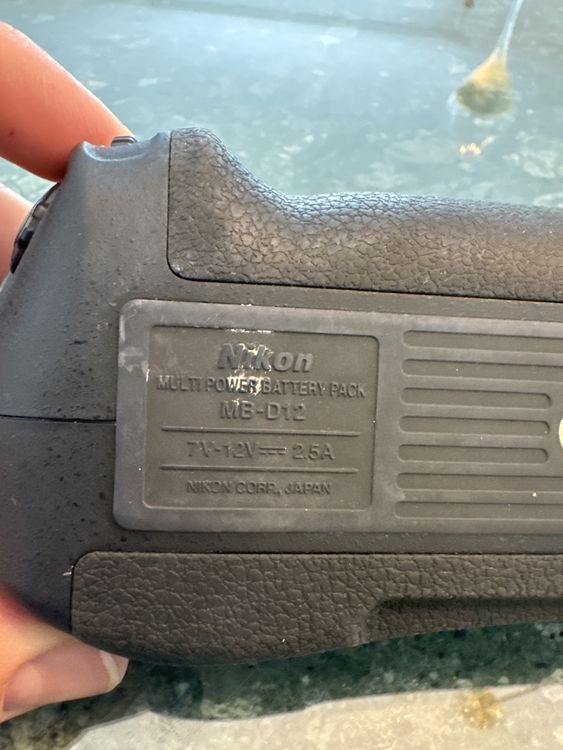 Nikon
MULTI POWER BATTERY PACK
MB-D12
7V-12V⎓ 2.5A
NIKON CORP., JAPAN